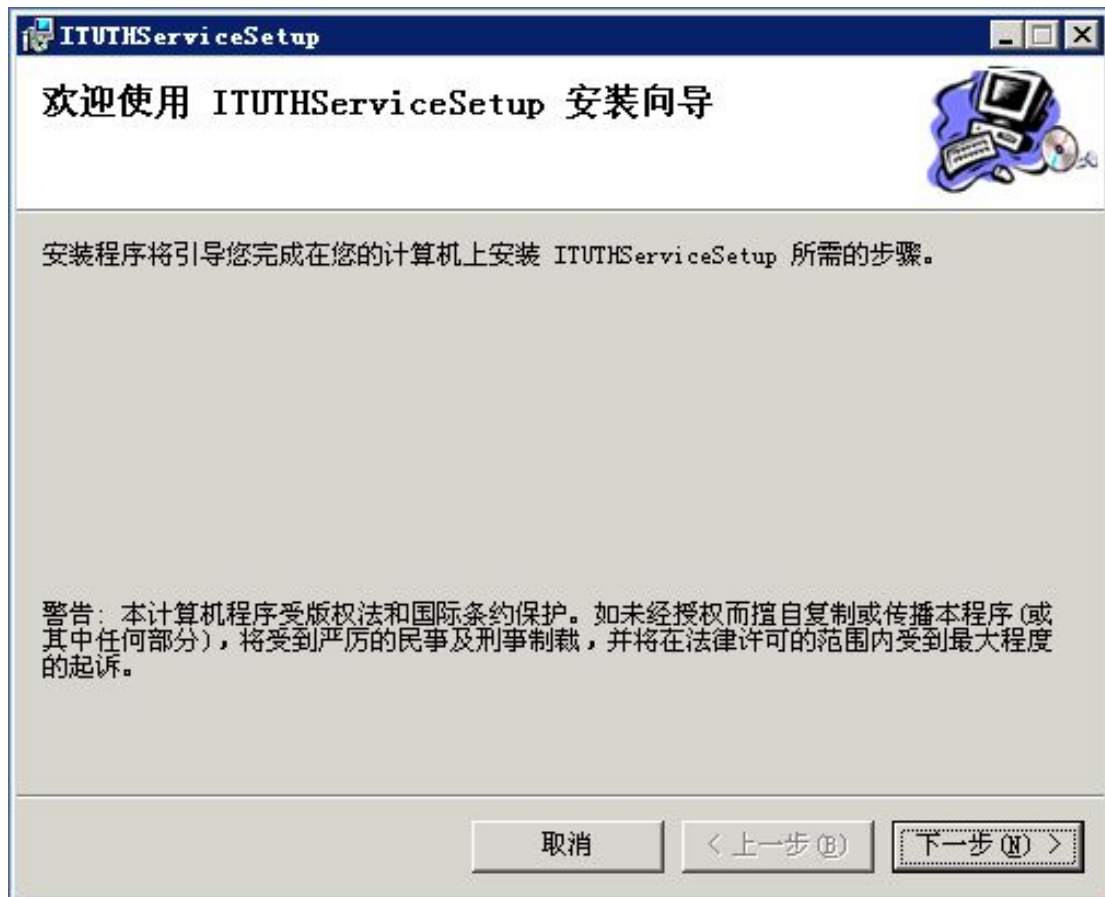 ITUTHServiceSetup
欢迎使用 ITUTHServiceSetup 安装向导
安装程序将引导您完成在您的计算机上安装 ITUTHServiceSetup 所需的步骤。
警告: 本计算机程序受版权法和国际条约保护。如未经授权而擅自复制或传播本程序(或
其中任何部分)，将受到严厉的民事及刑事制裁，并将在法律许可的范围内受到最大程度
的起诉。
取消
< 上一步(B)
下一步(N) >